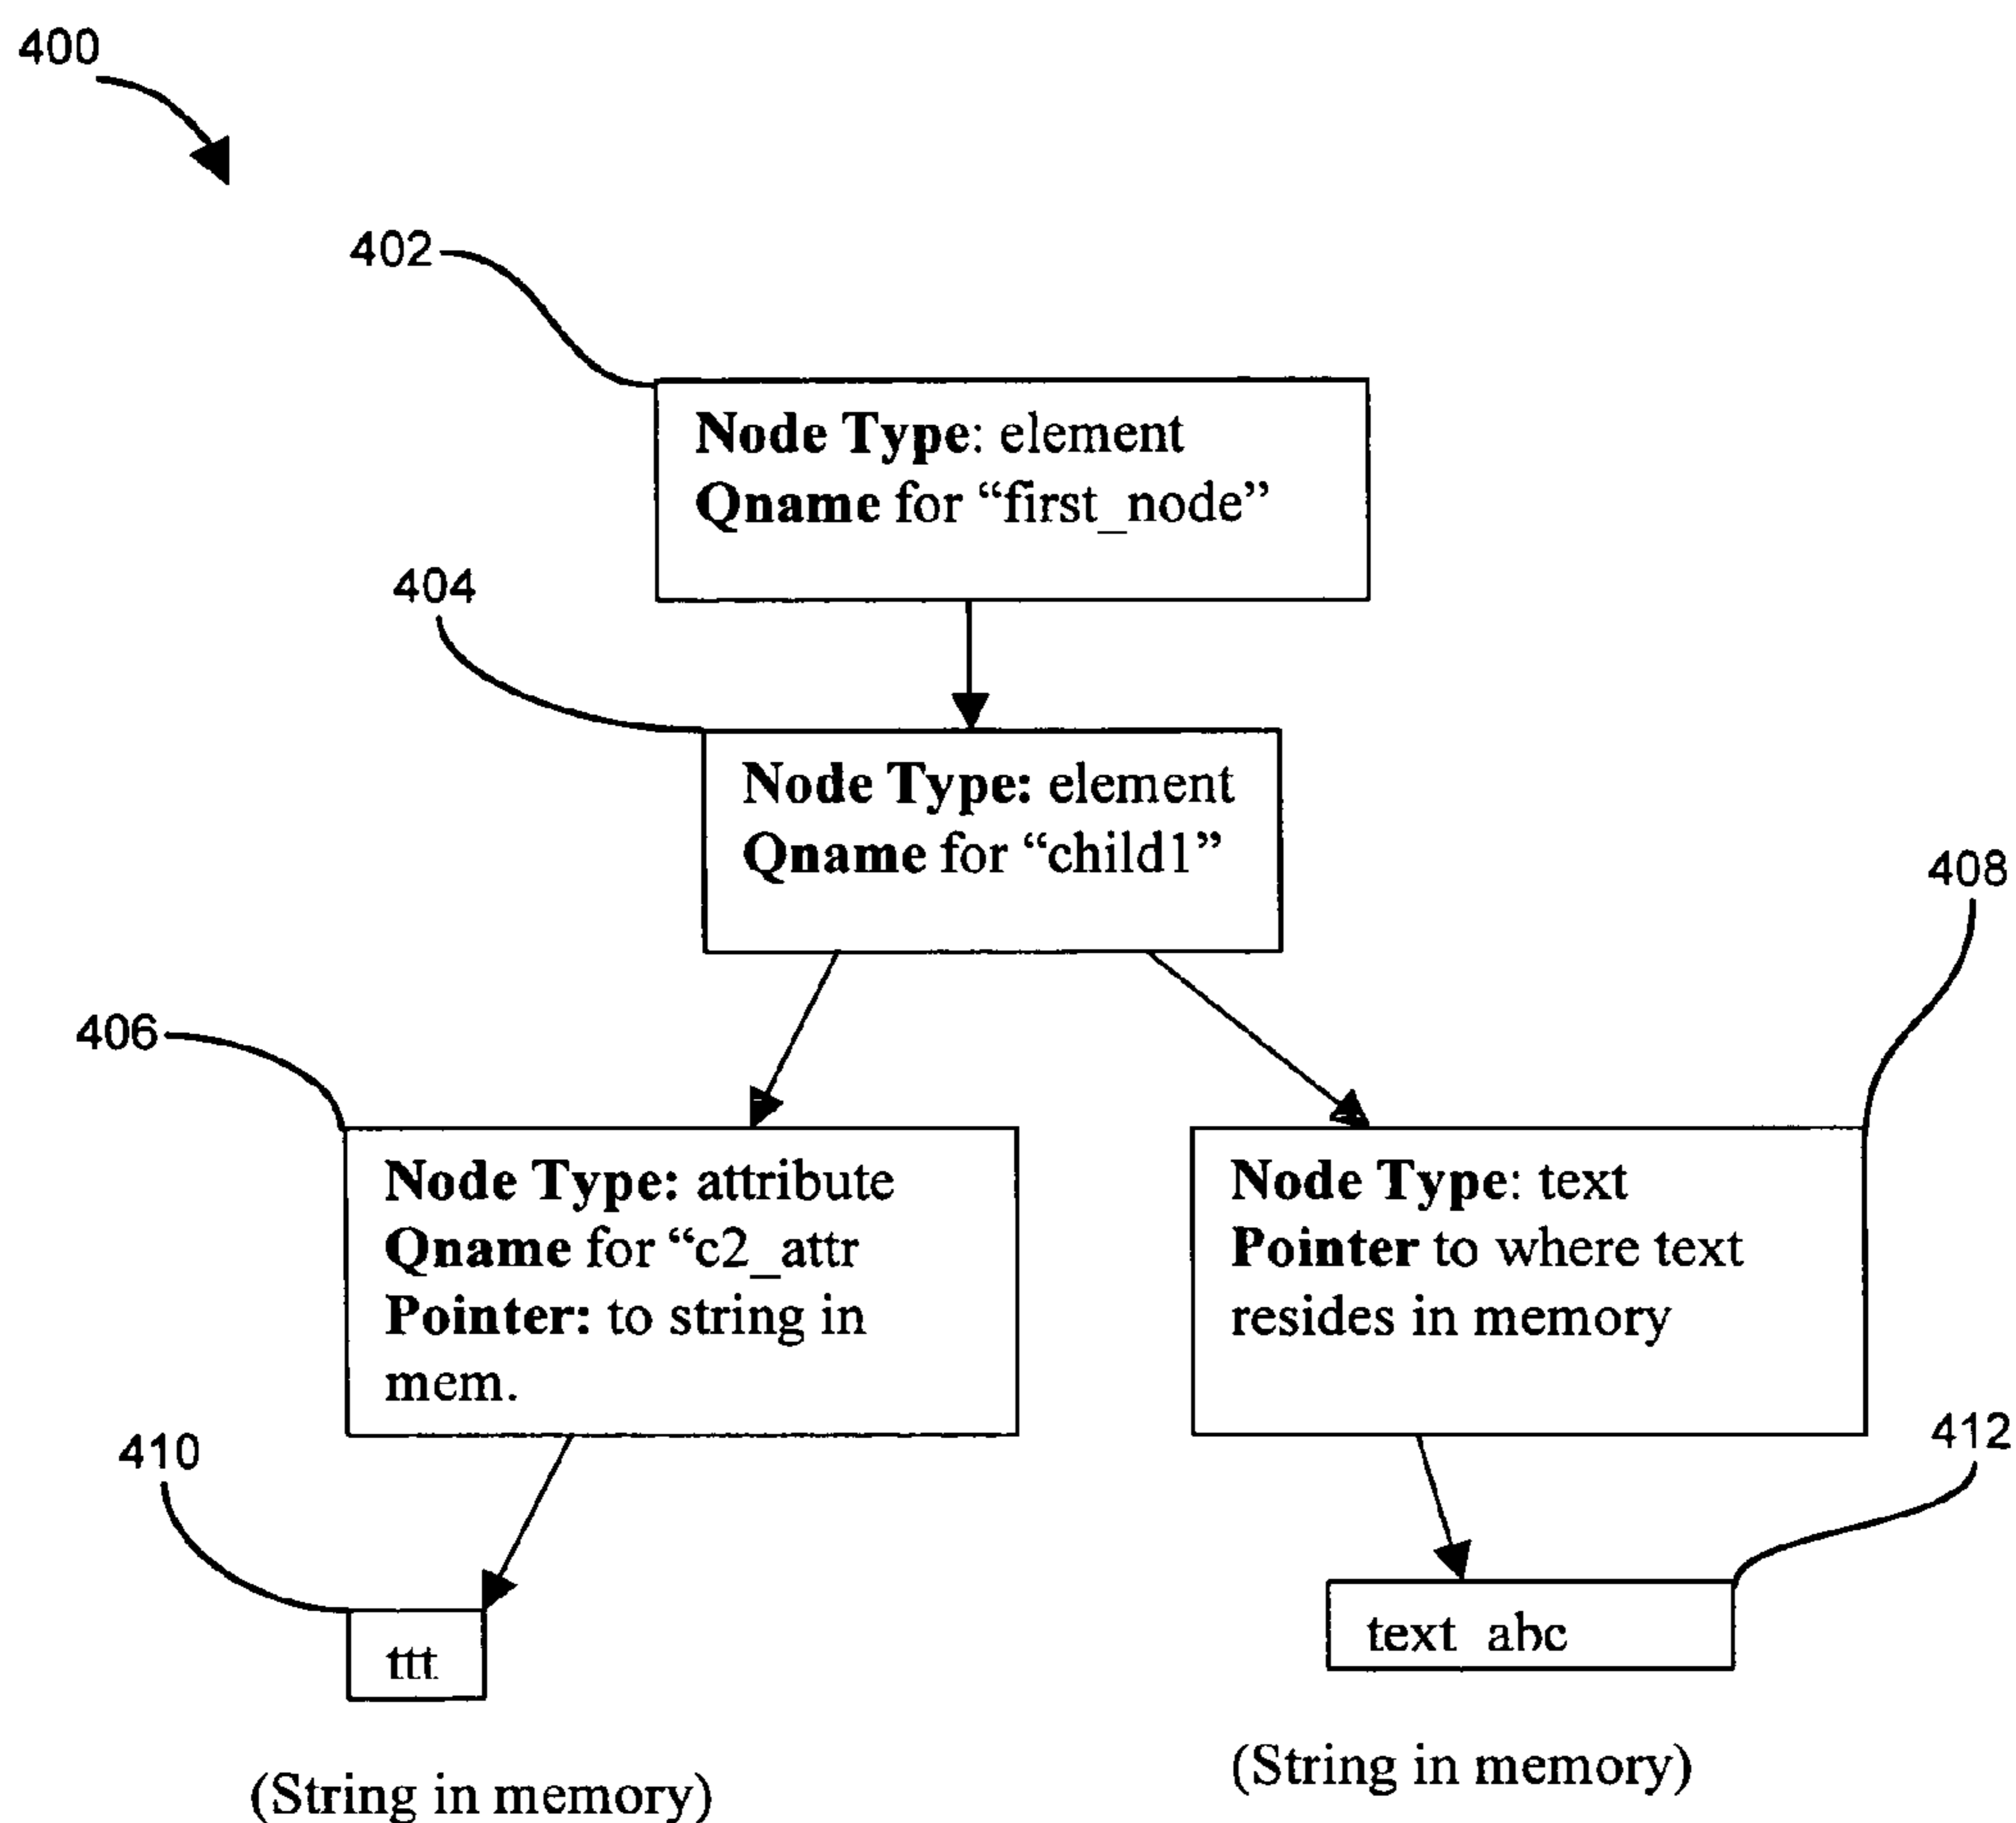 400
402
Node Type: element
Qname for “first_node”
404
Node Type: element
Qname for “child1”
408
406
Node Type: attribute
Qname for “c2_attr
Pointer: to string in
mem.
Node Type: text
Pointer to where text
resides in memory
410
412
ttt
text abc
(String in memory)
(String in memory)